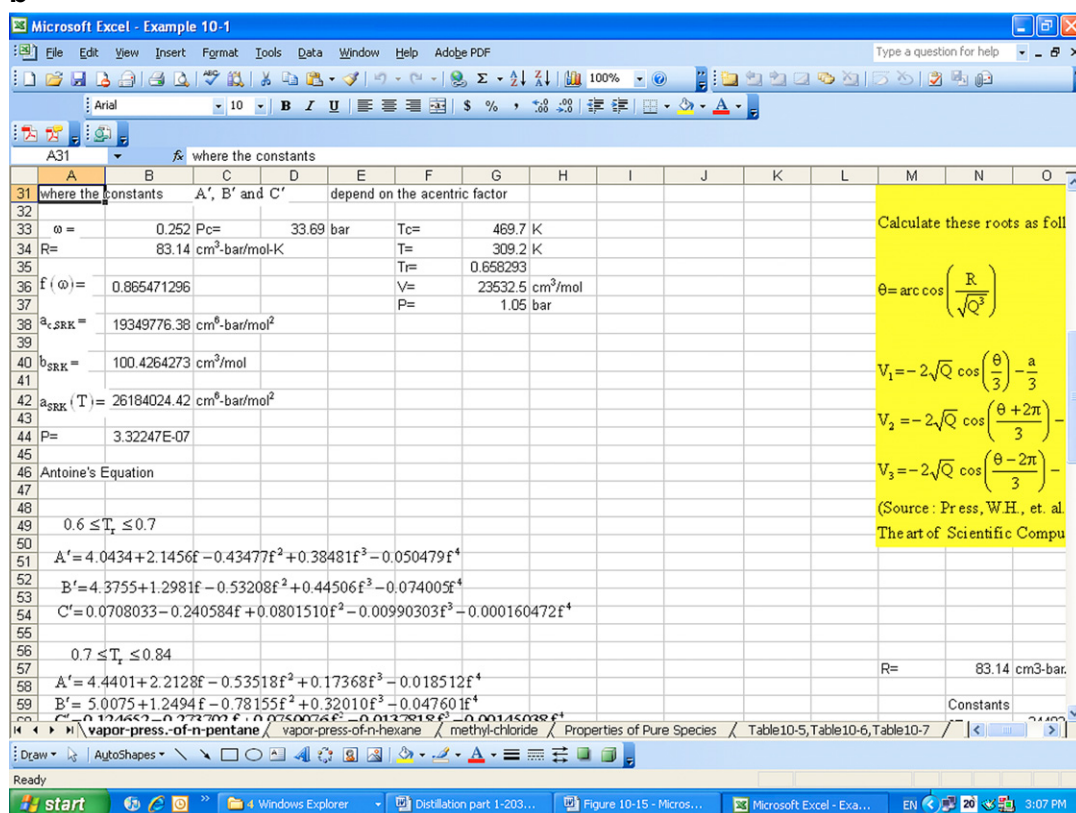 b
Microsoft Excel - Example 10-1
File Edit View Insert Format Tools Data Window Help Adobe PDF Type a question for help
100%
Arial 10 B I U $ % ,
A31 fx where the constants
A B C D E F G H I J K L M N O
31 where the constants A′, B′ and C′ depend on the acentric factor
32 Calculate these roots as foll
33 ω = 0.252 Pc= 33.69 bar Tc= 469.7 K
34 R= 83.14 cm³-bar/mol-K T= 309.2 K
35 Tr= 0.658293
36 f(ω)= 0.865471296 V= 23532.5 cm³/mol θ= arc cos(R/√Q³)
37 P= 1.05 bar
38 ac,SRK = 19349776.38 cm⁶-bar/mol²
39
40 bSRK = 100.4264273 cm³/mol V₁=−2√Q cos(θ/3)−a/3
41
42 aSRK(T)= 26184024.42 cm⁶-bar/mol²
43 V₂ =−2√Q cos((θ+2π)/3)−
44 P= 3.32247E-07
45
46 Antoine's Equation V₃=−2√Q cos((θ−2π)/3)−
47
48 (Source : Press, W.H., et. al
49 0.6 ≤Tr ≤0.7
50 The art of Scientific Compu
51 A′=4.0434+2.1456f −0.43477f²+0.38481f³−0.050479f⁴
52
53 B′=4.3755+1.2981f −0.53208f²+0.44506f³−0.074005f⁴
54 C′=0.0708033−0.240584f +0.0801510f²−0.00990303f³−0.000160472f⁴
55
56 0.7 ≤Tr ≤0.84
57 R= 83.14 cm3-bar.
58 A′=4.4401+2.2128f −0.53518f²+0.17368f³−0.018512f⁴
59 B′= 5.0075+1.2494f −0.78155f²+0.32010f³−0.047601f⁴ Constants
vapor-press.-of-n-pentane vapor-press-of-n-hexane methyl-chloride Properties of Pure Species Table10-5,Table10-6,Table10-7
Draw AutoShapes
Ready
start 4 Windows Explorer Distillation part 1-203... Figure 10-15 - Micros... Microsoft Excel - Exa... EN 20 3:07 PM